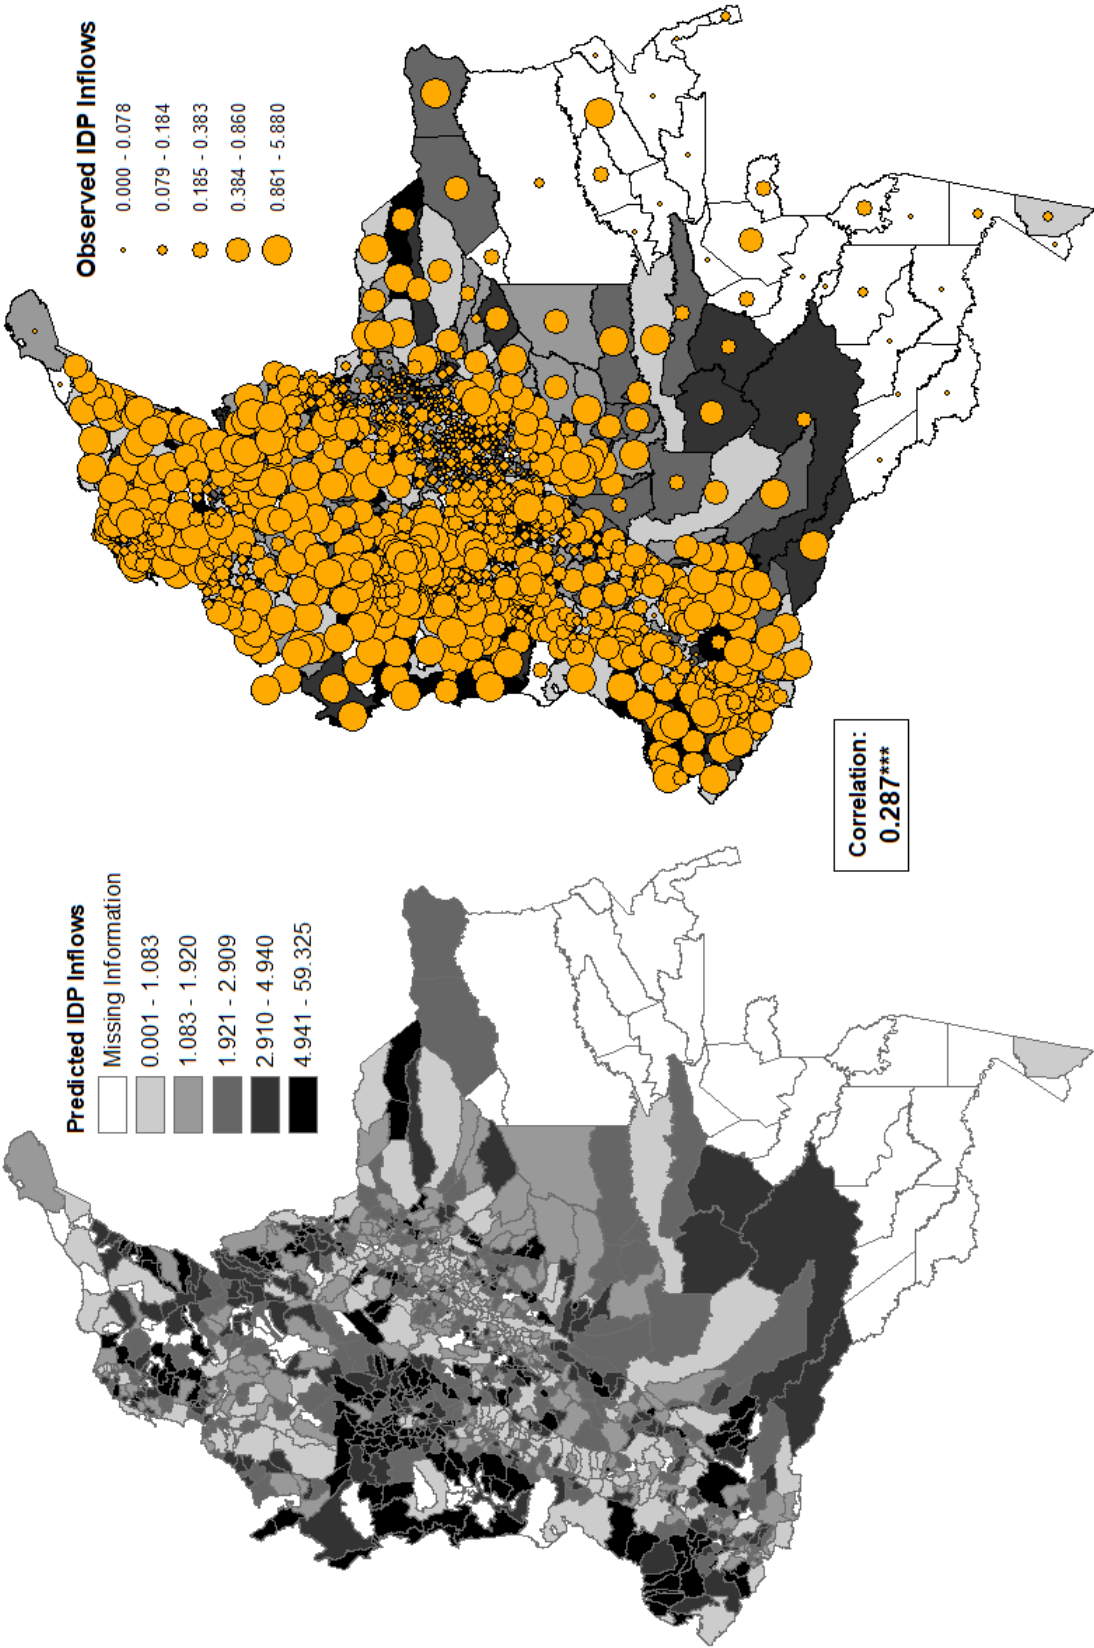 Predicted IDP Inflows
Missing Information
0.001 - 1.083
1.083 - 1.920
1.921 - 2.909
2.910 - 4.940
4.941 - 59.325
Observed IDP Inflows
0.000 - 0.078
0.079 - 0.184
0.185 - 0.383
0.384 - 0.860
0.861 - 5.880
Correlation:
0.287***